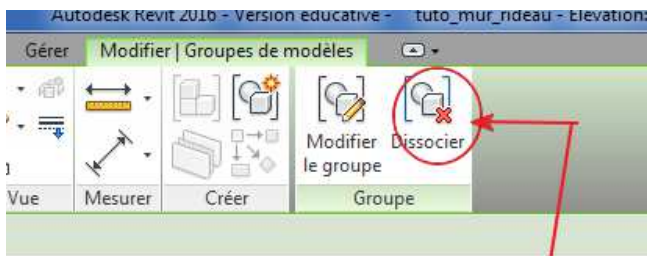 Autodesk Revit 2016 - Version éducative - tuto_mur_rideau - Elevation:
Gérer Modifier | Groupes de modèles
Modifier le groupe
Dissocier
Vue Mesurer Créer Groupe